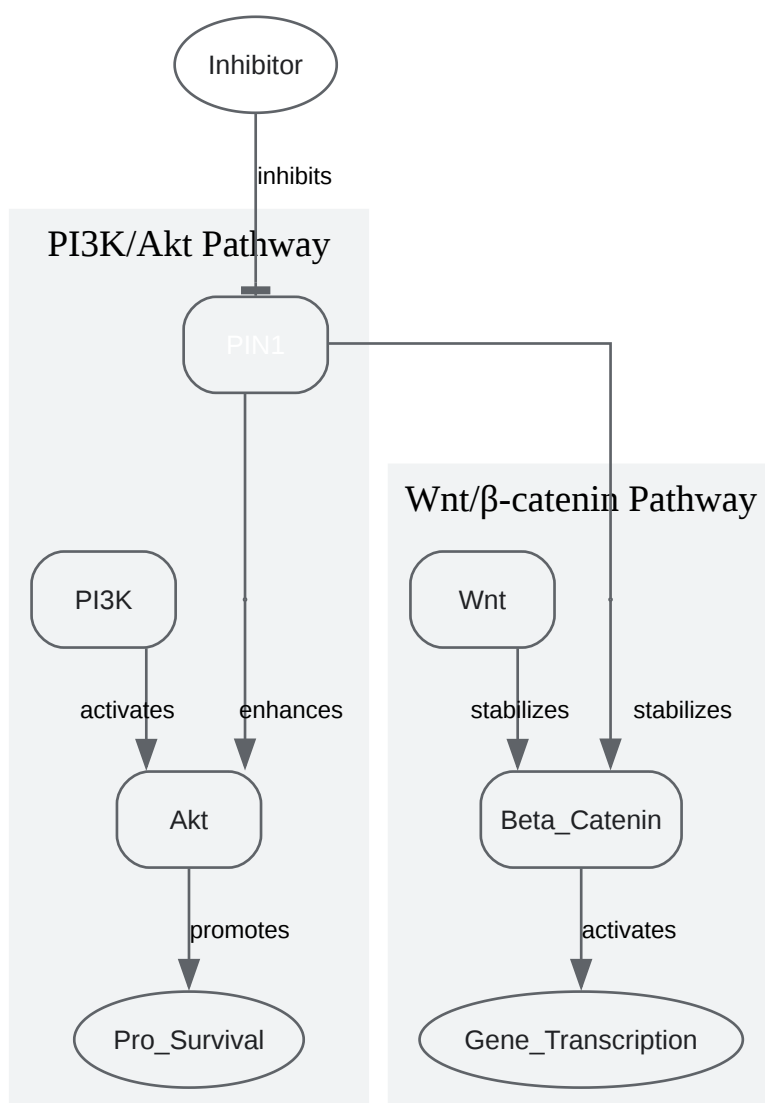 Inhibitor
inhibits
PI3K/Akt Pathway
PIN1
Wnt/β-catenin Pathway
PI3K
Wnt
activates
enhances
stabilizes
stabilizes
Akt
Beta_Catenin
promotes
activates
Pro_Survival
Gene_Transcription